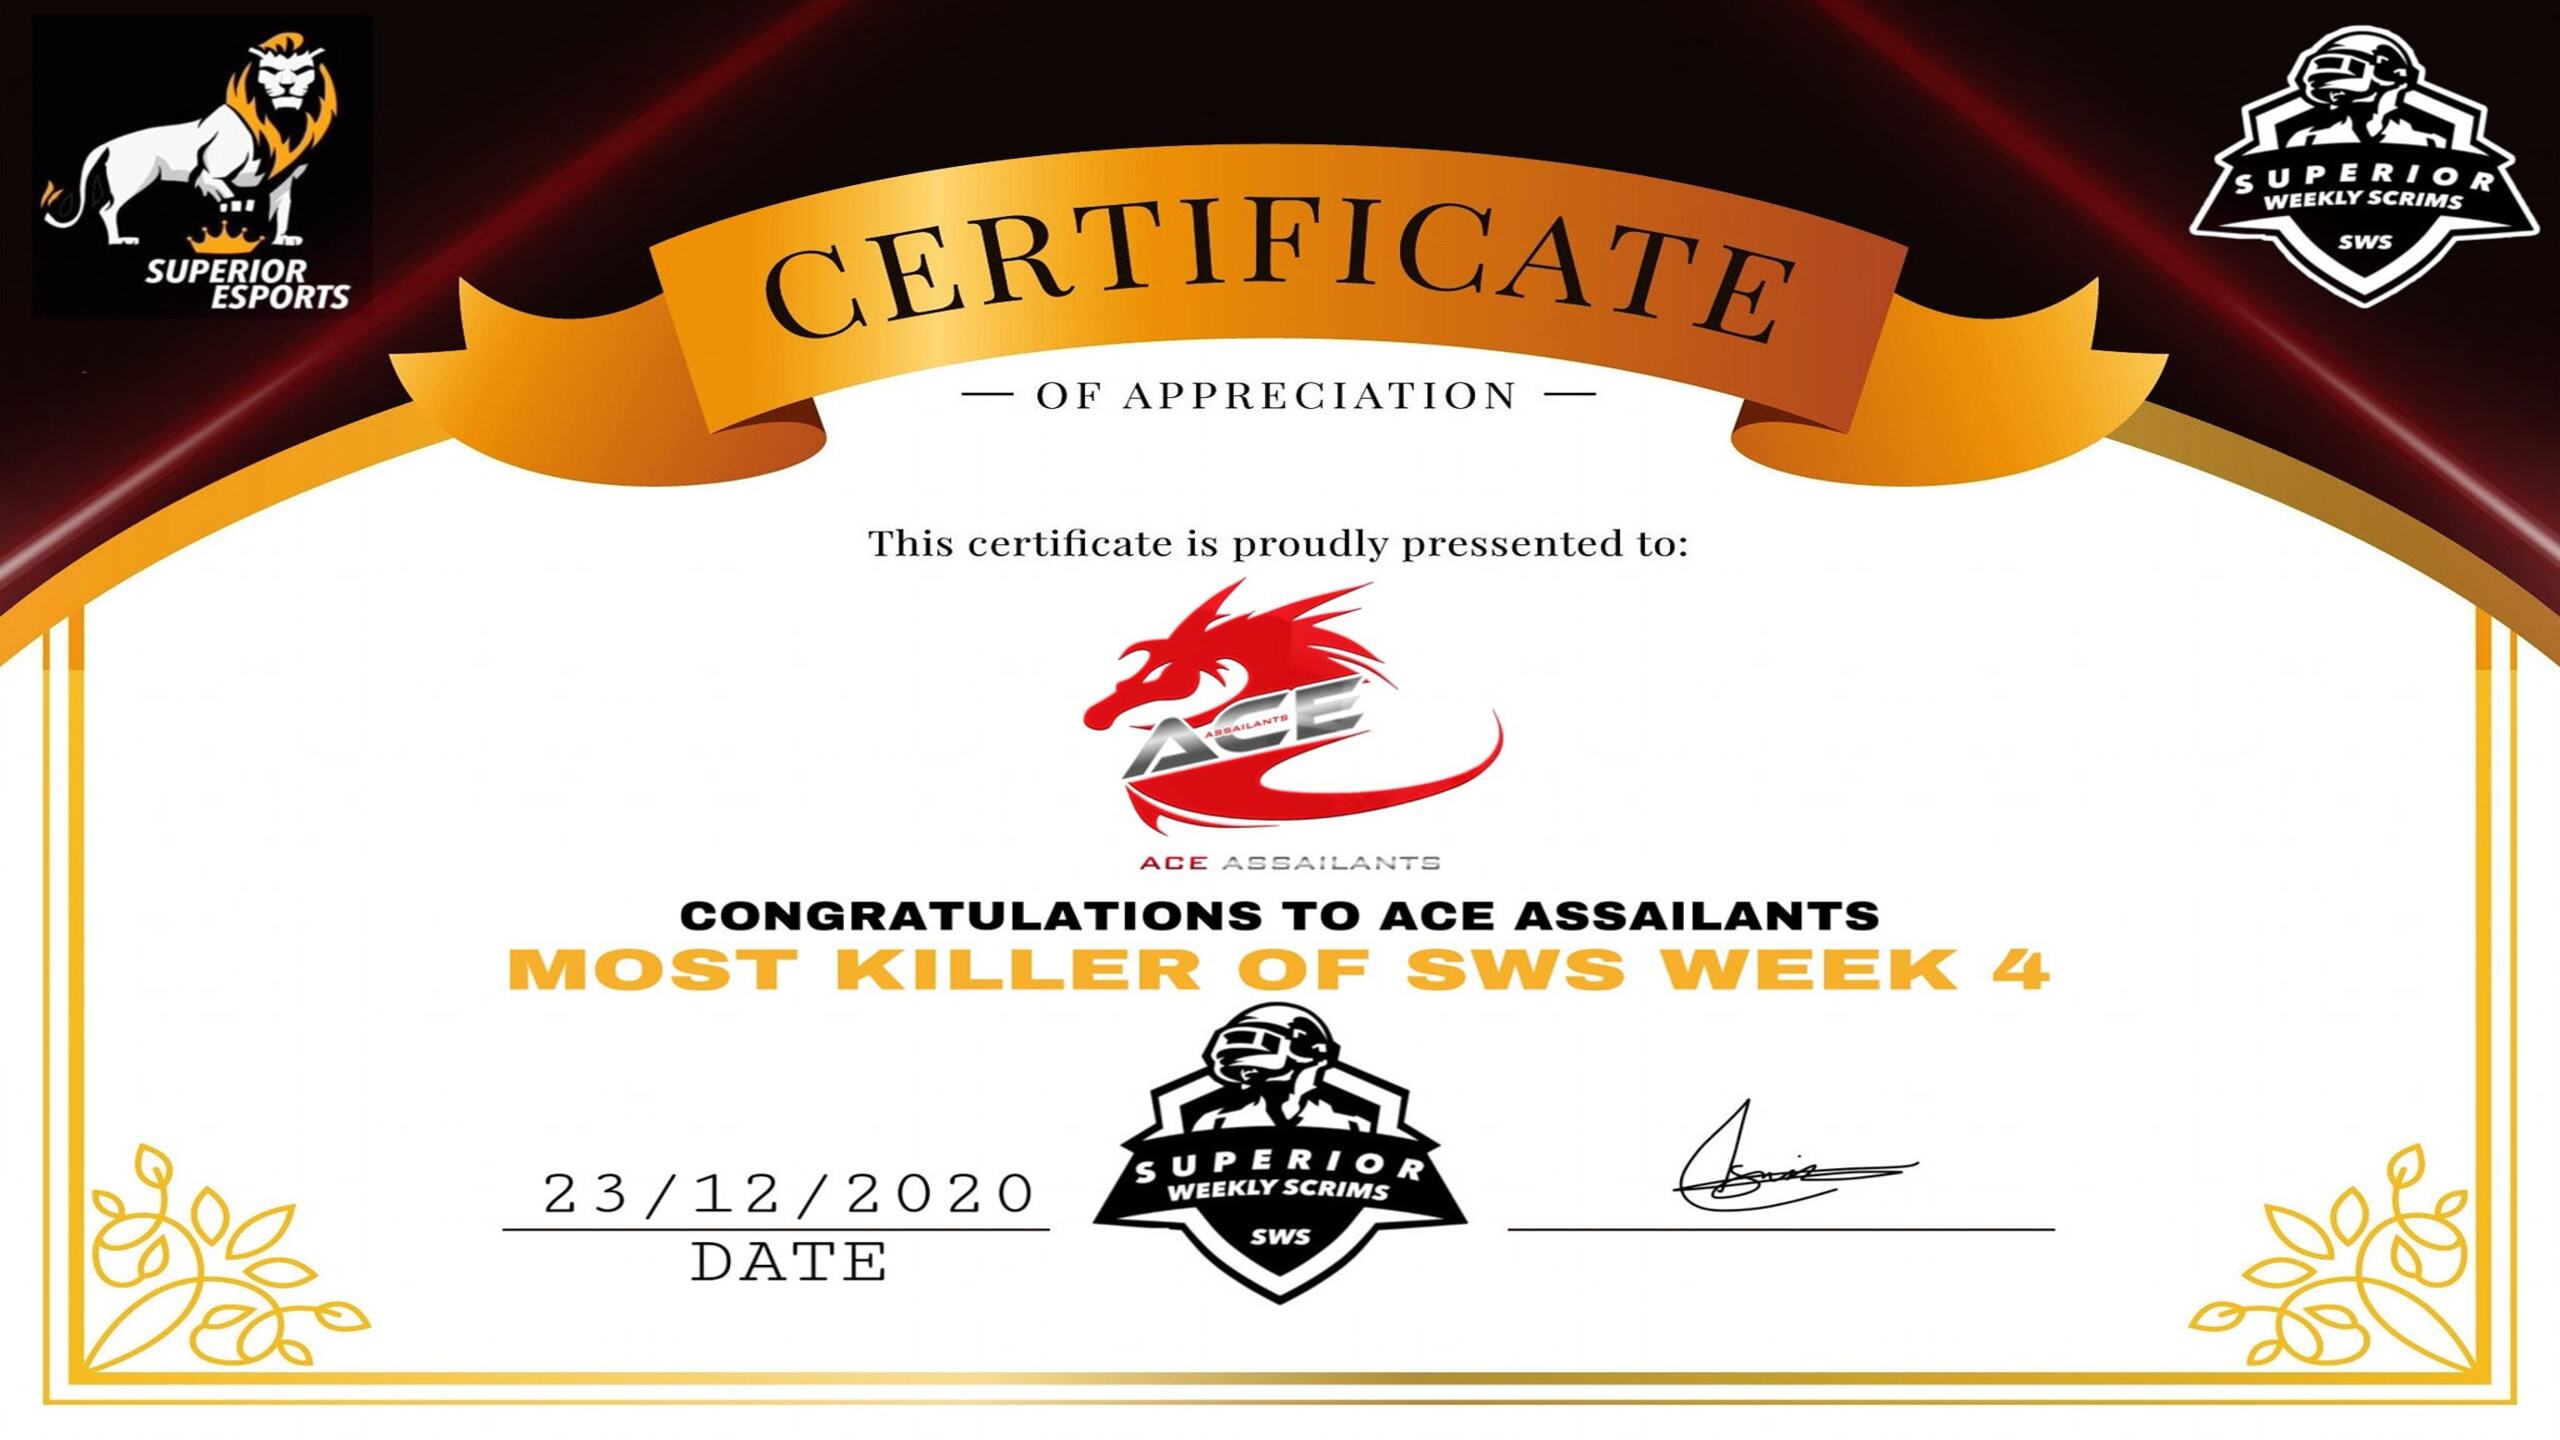 SUPERIOR
ESPORTS
SUPERIOR
WEEKLY SCRIMS
SWS
CERTIFICATE
— OF APPRECIATION —
This certificate is proudly pressented to:
ACE
ASSAILANTS
ACE ASSAILANTS
CONGRATULATIONS TO ACE ASSAILANTS
MOST KILLER OF SWS WEEK 4
SUPERIOR
WEEKLY SCRIMS
SWS
23/12/2020
DATE